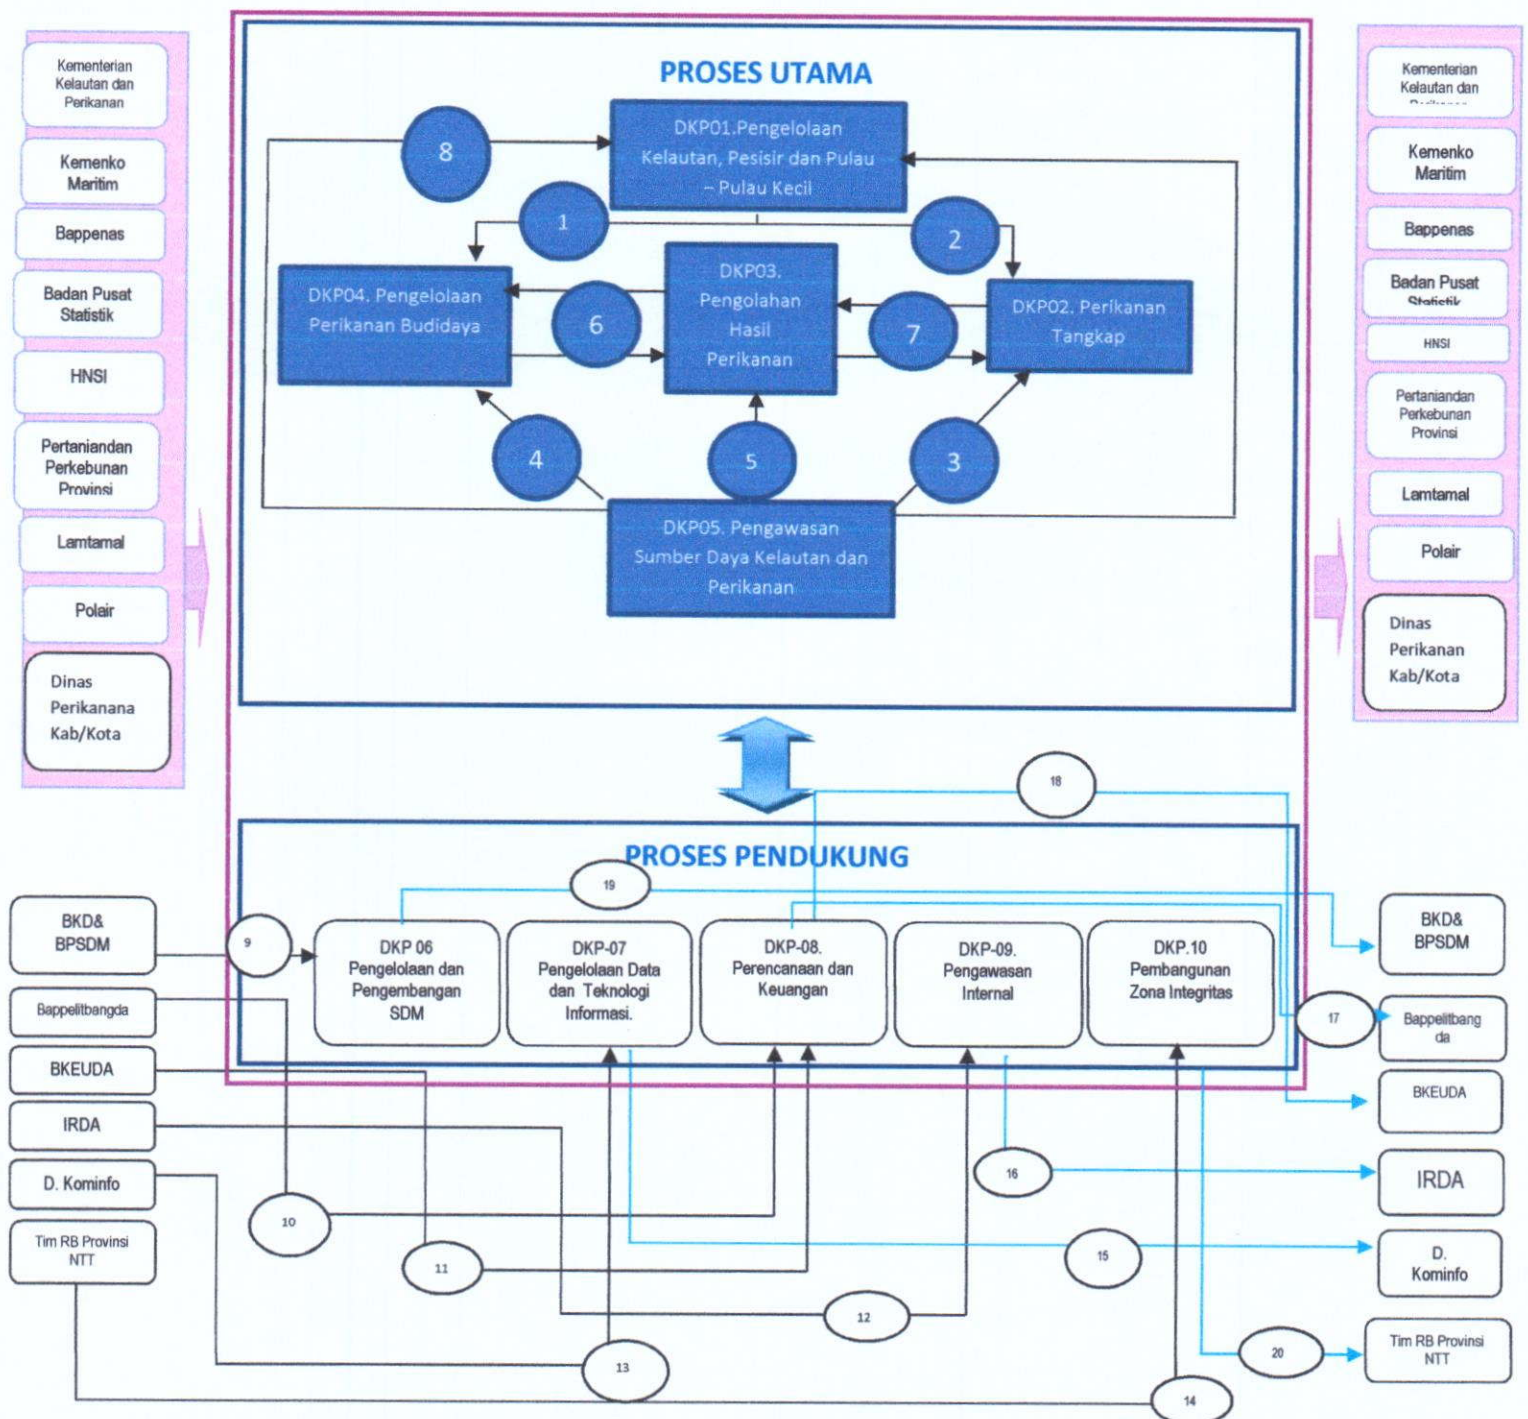 Kementerian
Kelautan dan
Perikanan
Kemenko
Maritim
Bappenas
Badan Pusat
Statistik
HNSI
Pertaniandan
Perkebunan
Provinsi
Lamtamal
Polair
Dinas
Perikanana
Kab/Kota
PROSES UTAMA
8
DKP01.Pengelolaan
Kelautan, Pesisir dan Pulau
– Pulau Kecil
1
2
DKP04. Pengelolaan
Perikanan Budidaya
6
DKP03.
Pengolahan
Hasil
Perikanan
7
DKP02. Perikanan
Tangkap
4
5
3
DKP05. Pengawasan
Sumber Daya Kelautan dan
Perikanan
Kementerian
Kelautan dan
Perikanan
Kemenko
Maritim
Bappenas
Badan Pusat
Statistik
HNSI
Pertaniandan
Perkebunan
Provinsi
Lamtamal
Polair
Dinas
Perikanan
Kab/Kota
18
PROSES PENDUKUNG
19
9
DKP 06
Pengelolaan dan
Pengembangan
SDM
DKP-07
Pengelolaan Data
dan Teknologi
Informasi.
DKP-08.
Perencanaan dan
Keuangan
DKP-09.
Pengawasan
Internal
DKP.10
Pembangunan
Zona Integritas
17
BKD&
BPSDM
Bappelitbangda
BKEUDA
IRDA
D. Kominfo
Tim RB Provinsi
NTT
10
11
12
13
14
16
15
20
BKD&
BPSDM
Bappelitbang
da
BKEUDA
IRDA
D.
Kominfo
Tim RB Provinsi
NTT